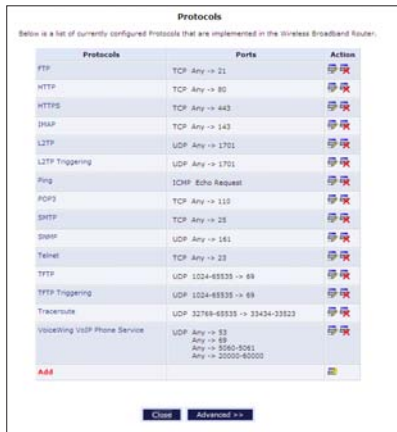 Protocols
Below is a list of currently configured Protocols that are implemented in the Wireless Broadband Router.
Protocols Ports Action
FTP TCP Any -> 21
HTTP TCP Any -> 80
HTTPS TCP Any -> 443
IMAP TCP Any -> 143
L2TP UDP Any -> 1701
L2TP Triggering UDP Any -> 1701
Ping ICMP Echo Request
POP3 TCP Any -> 110
SMTP TCP Any -> 25
SNMP UDP Any -> 161
Telnet TCP Any -> 23
TFTP UDP 1024-65535 -> 69
TFTP Triggering UDP 1024-65535 -> 69
Traceroute UDP 32769-65535 -> 33434-33523
VoiceWing VoIP Phone Service UDP Any -> 53
Any -> 69
Any -> 5060-5061
Any -> 20000-60000
Add
Close Advanced >>